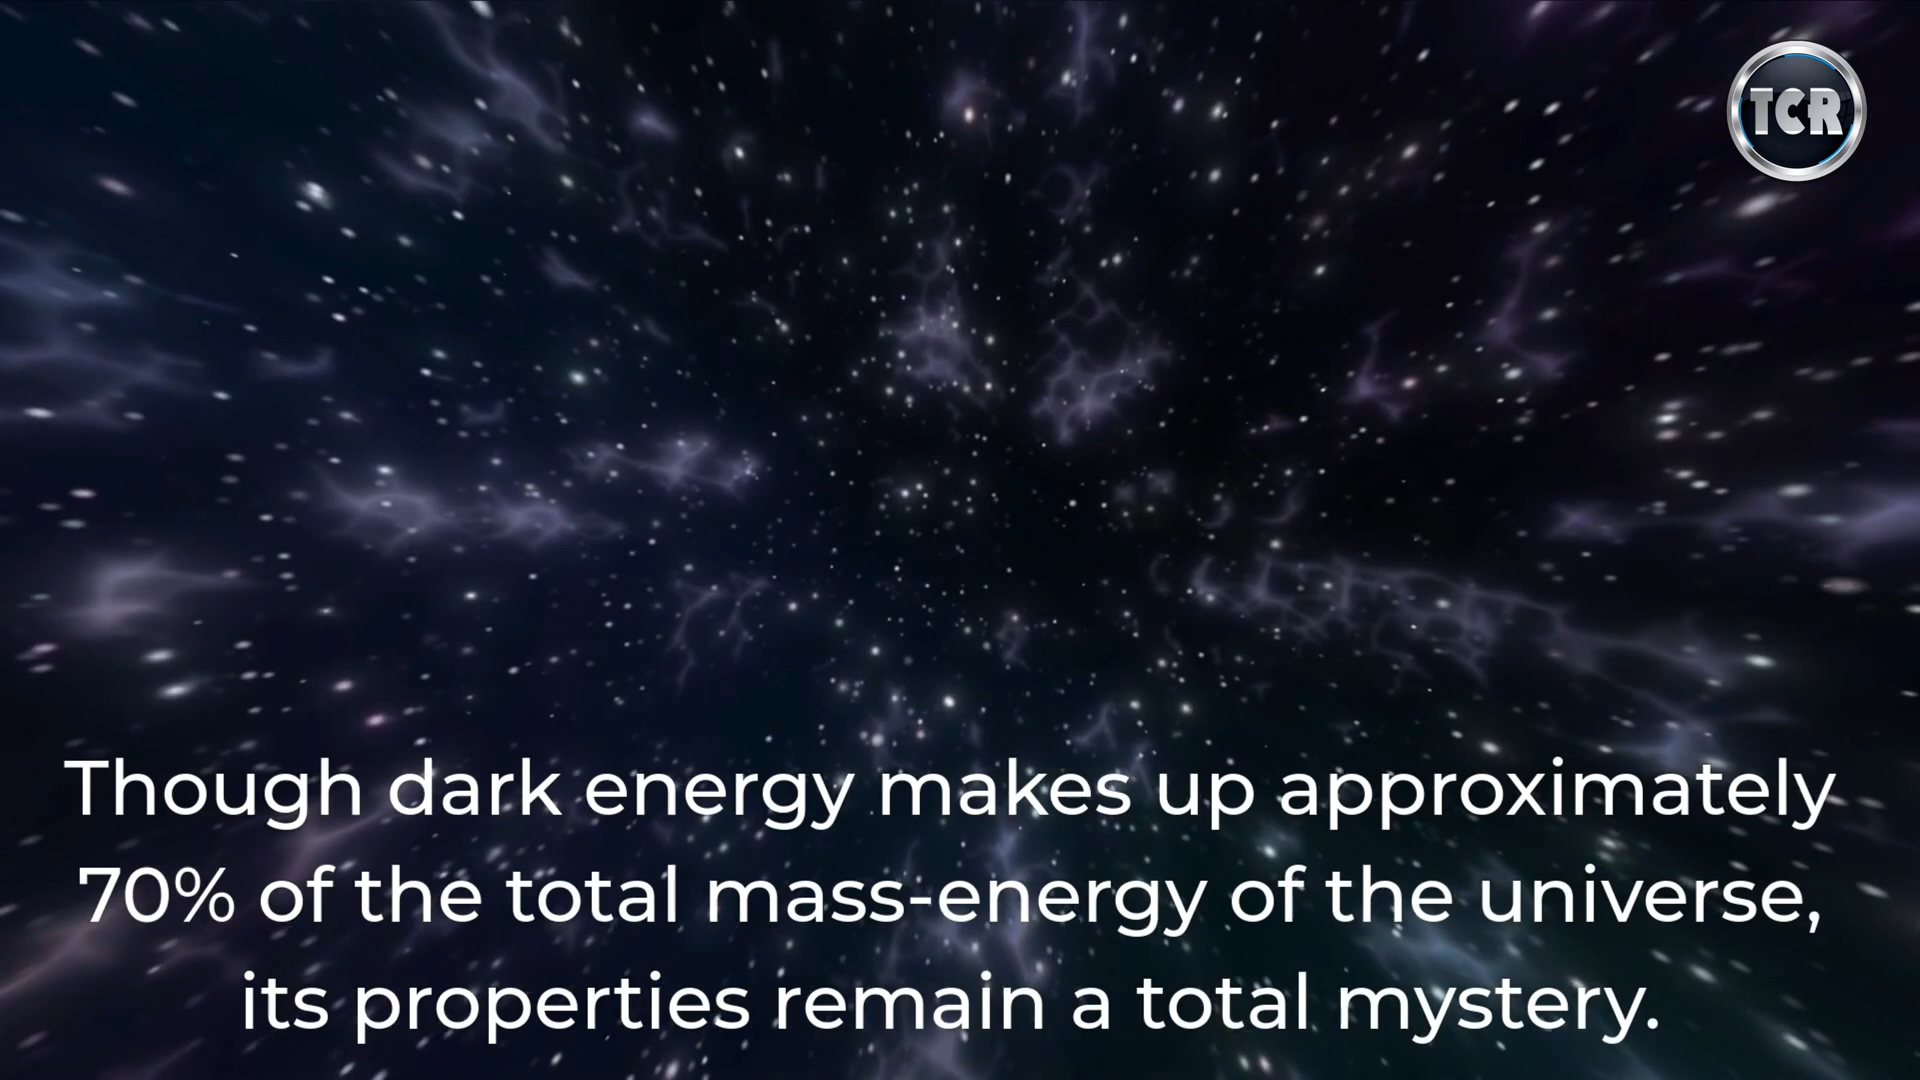 TCR
Though dark energy makes up approximately
70% of the total mass-energy of the universe,
its properties remain a total mystery.